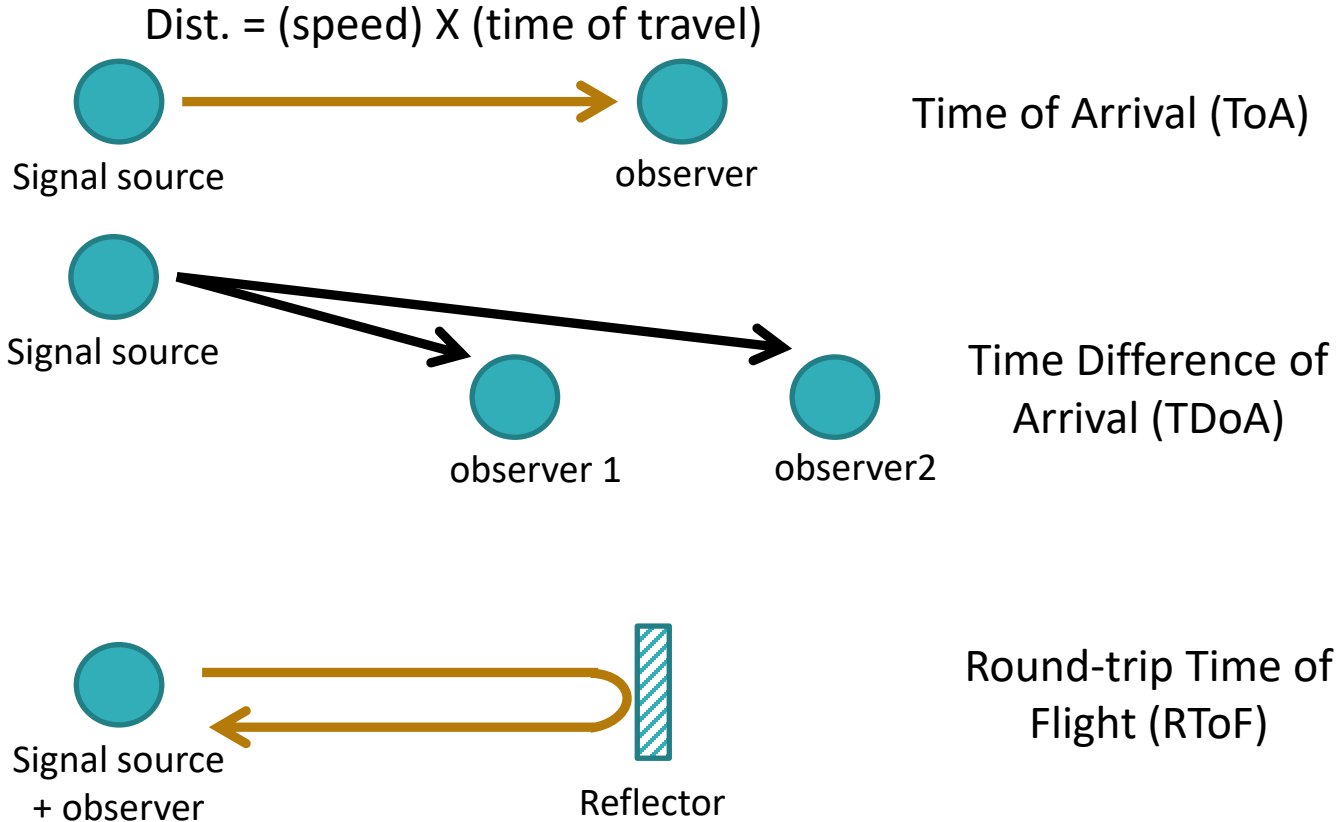 Dist. = (speed) X (time of travel)
Signal source
observer
Time of Arrival (ToA)
Signal source
observer 1
observer2
Time Difference of
Arrival (TDoA)
Signal source
+ observer
Reflector
Round-trip Time of
Flight (RToF)